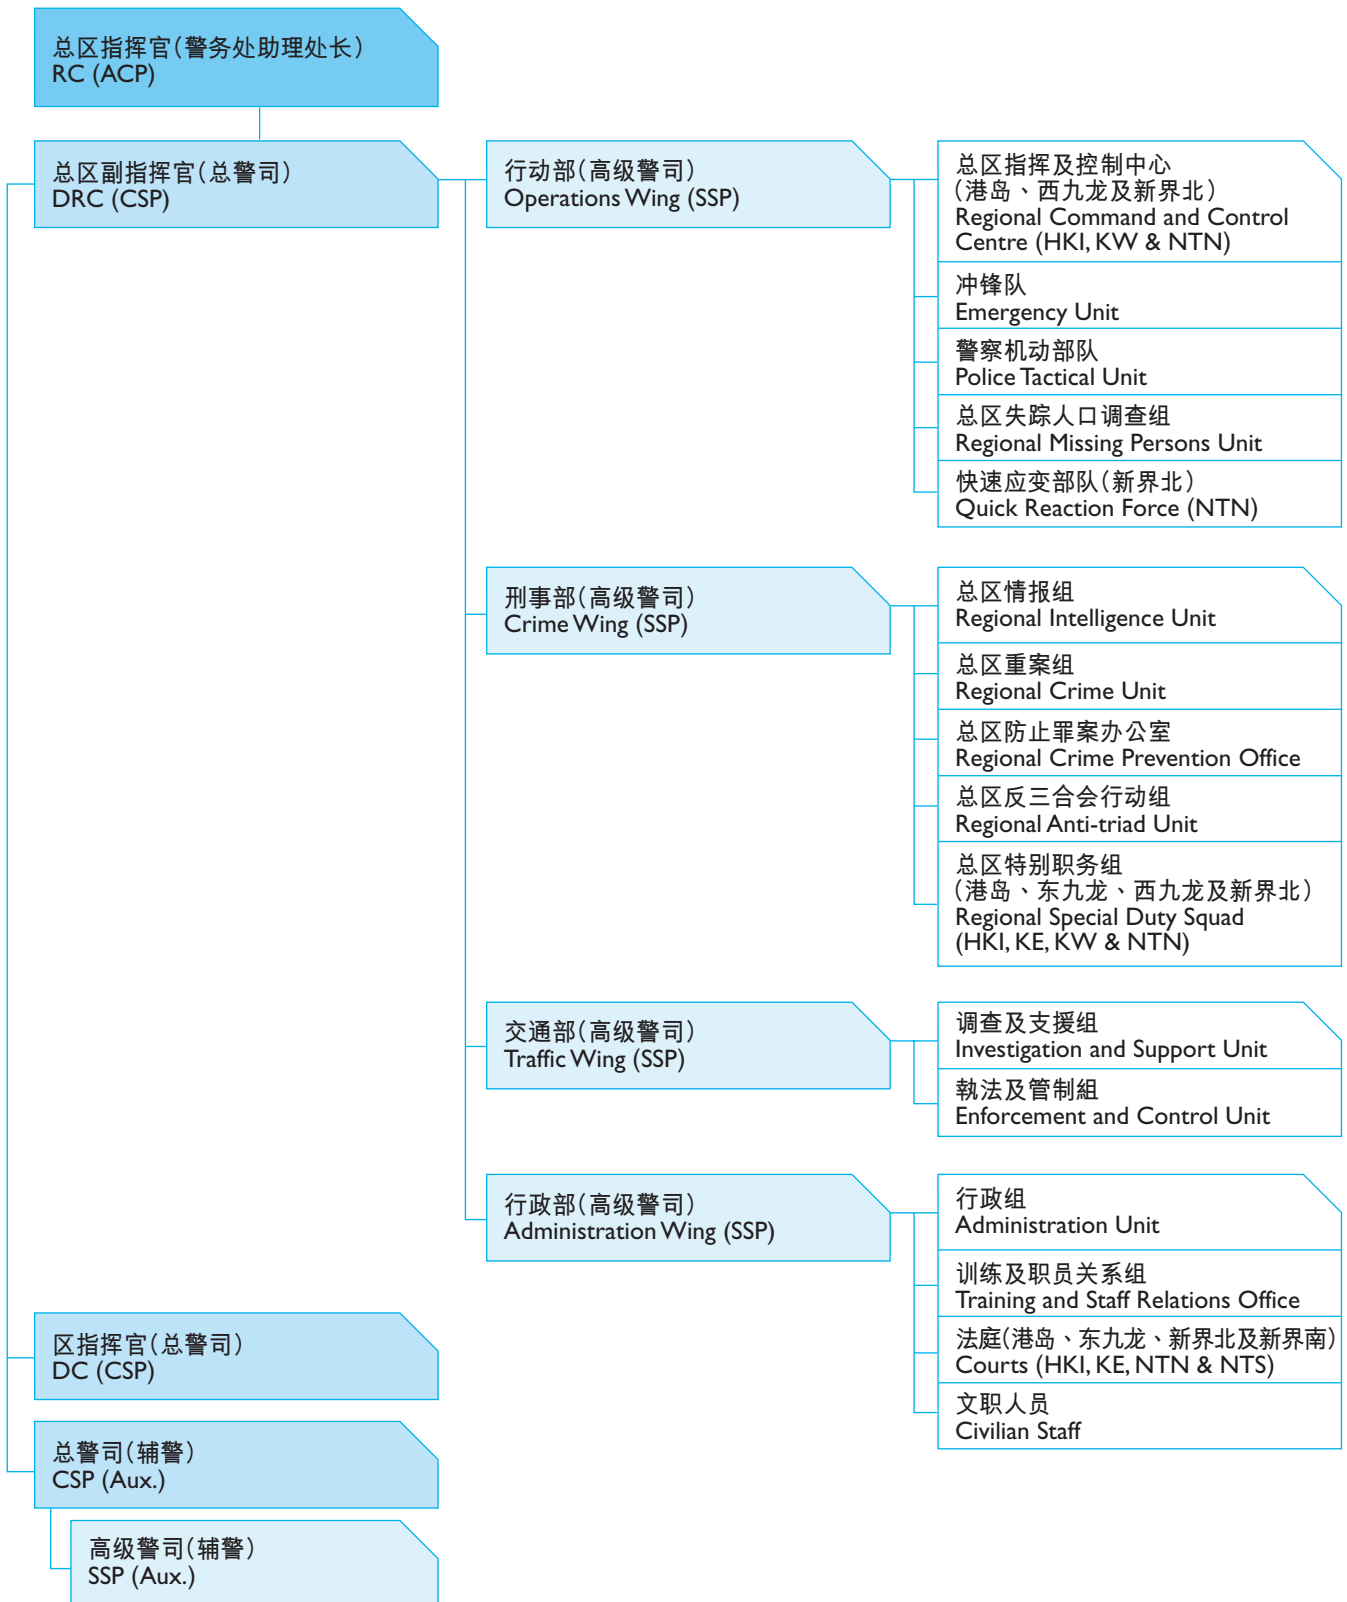 总区指挥官(警务处助理处长)
RC (ACP)
总区副指挥官(总警司)
DRC (CSP)
行动部(高级警司)
Operations Wing (SSP)
总区指挥及控制中心
(港岛、西九龙及新界北)
Regional Command and Control
Centre (HKI, KW & NTN)
冲锋队
Emergency Unit
警察机动部队
Police Tactical Unit
总区失踪人口调查组
Regional Missing Persons Unit
快速应变部队(新界北)
Quick Reaction Force (NTN)
刑事部(高级警司)
Crime Wing (SSP)
总区情报组
Regional Intelligence Unit
总区重案组
Regional Crime Unit
总区防止罪案办公室
Regional Crime Prevention Office
总区反三合会行动组
Regional Anti-triad Unit
总区特别职务组
(港岛、东九龙、西九龙及新界北)
Regional Special Duty Squad
(HKI, KE, KW & NTN)
交通部(高级警司)
Traffic Wing (SSP)
调查及支援组
Investigation and Support Unit
執法及管制組
Enforcement and Control Unit
行政部(高级警司)
Administration Wing (SSP)
行政组
Administration Unit
训练及职员关系组
Training and Staff Relations Office
法庭(港岛、东九龙、新界北及新界南)
Courts (HKI, KE, NTN & NTS)
文职人员
Civilian Staff
区指挥官(总警司)
DC (CSP)
总警司(辅警)
CSP (Aux.)
高级警司(辅警)
SSP (Aux.)